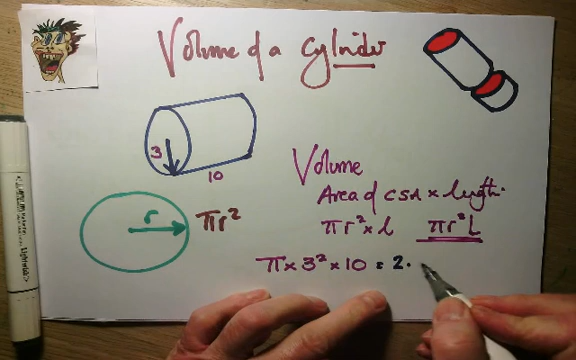 Volume of a Cylinder
3
10
r
πr²
Volume
Area of CSA × length.
πr² × l
πr²L
π × 3² × 10 = 2.